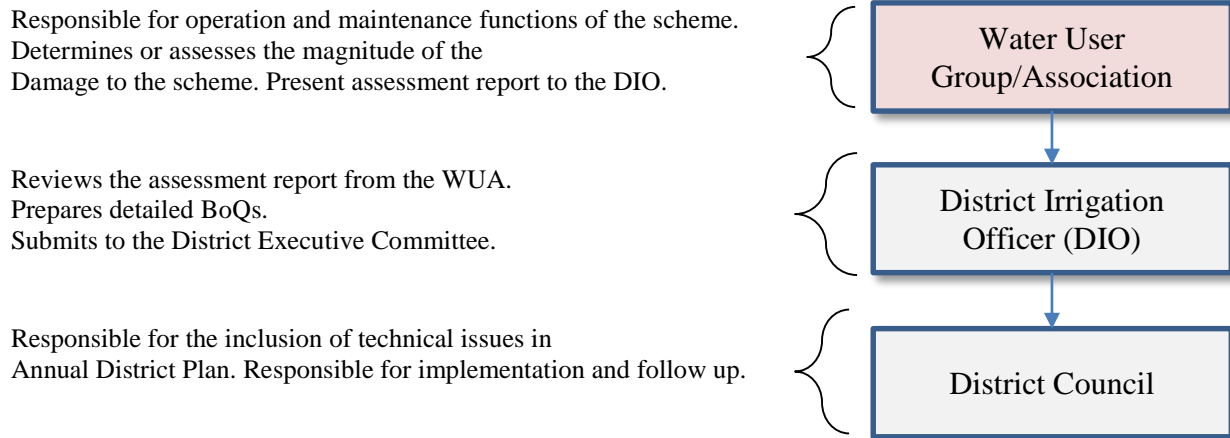 Responsible for operation and maintenance functions of the scheme.
Determines or assesses the magnitude of the
Damage to the scheme. Present assessment report to the DIO.
Water User
Group/Association
Reviews the assessment report from the WUA.
Prepares detailed BoQs.
Submits to the District Executive Committee.
District Irrigation
Officer (DIO)
Responsible for the inclusion of technical issues in
Annual District Plan. Responsible for implementation and follow up.
District Council